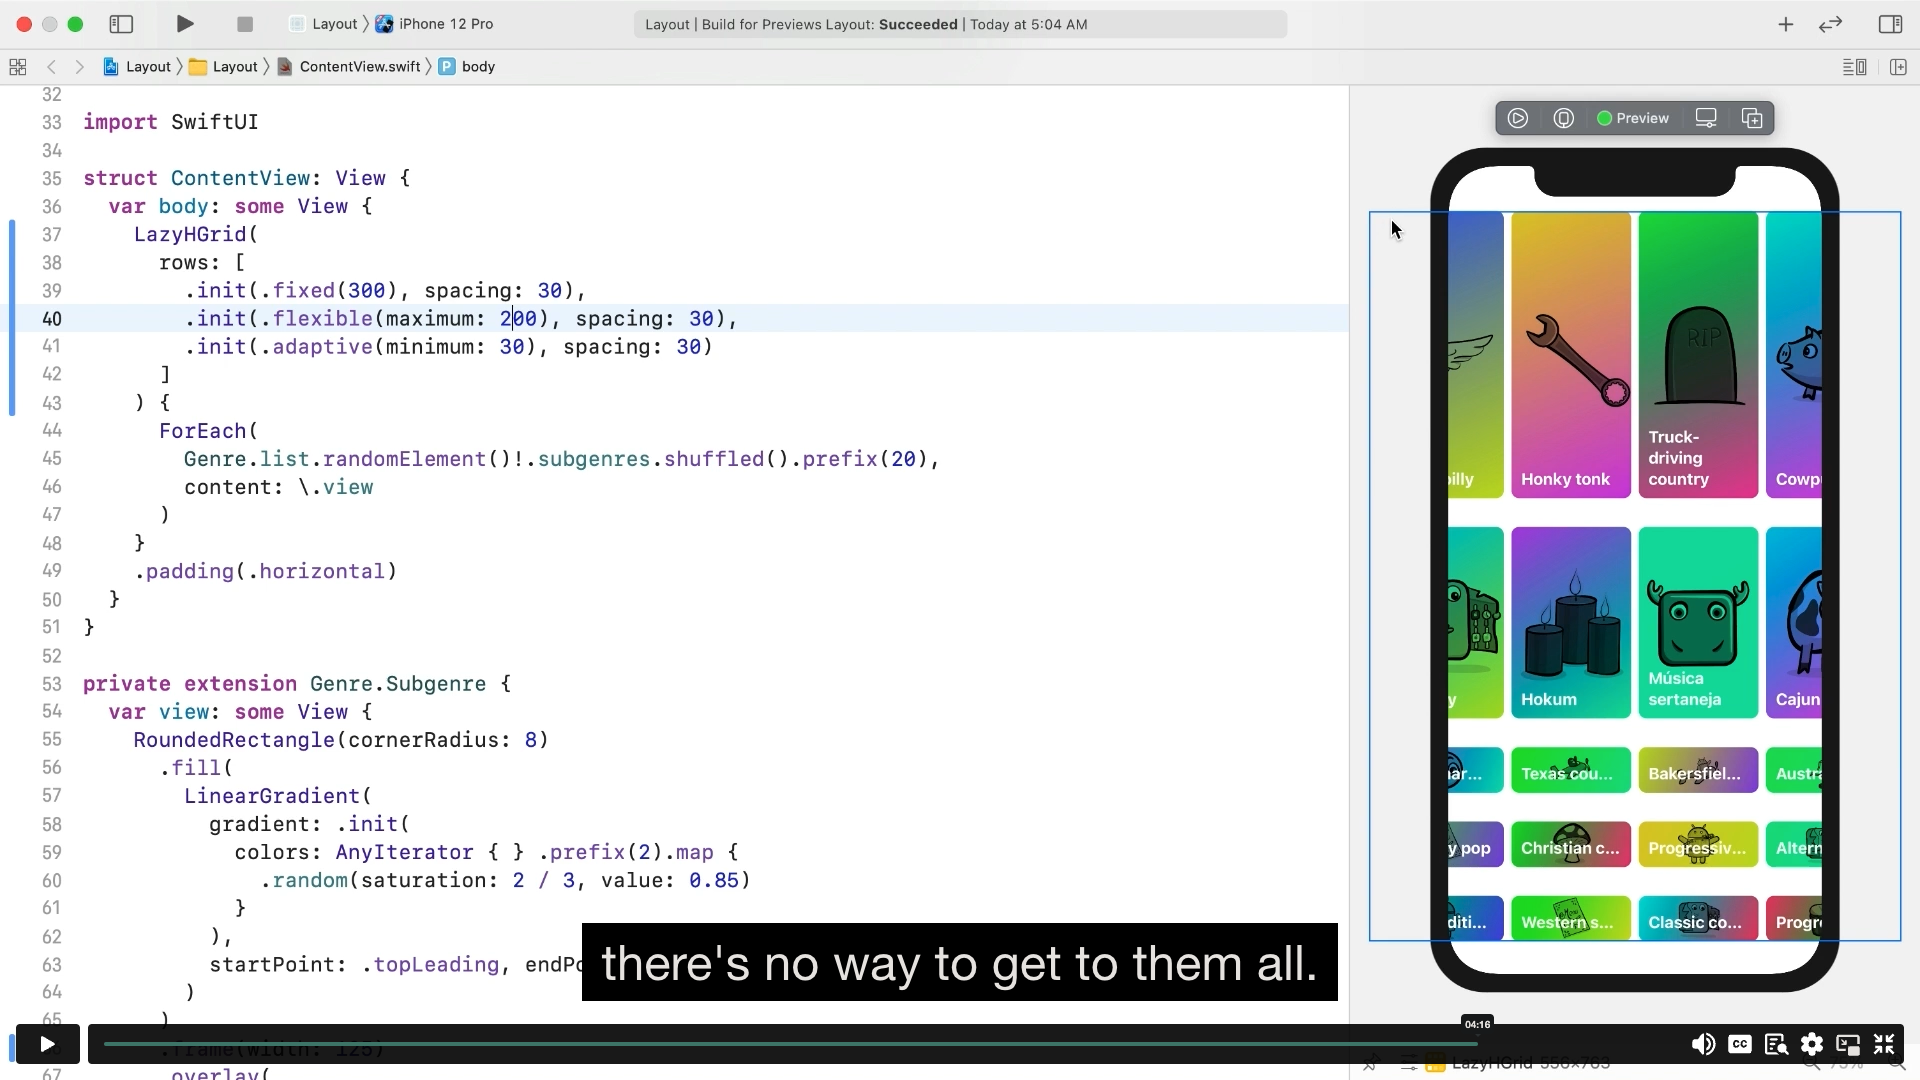 Layout
iPhone 12 Pro
Layout | Build for Previews Layout: Succeeded | Today at 5:04 AM
Layout
Layout
ContentView.swift
P body
32
33 import SwiftUI
34
35 struct ContentView: View {
36 var body: some View {
37 LazyHGrid(
38 rows: [
39 .init(.fixed(300), spacing: 30),
40 .init(.flexible(maximum: 200), spacing: 30),
41 .init(.adaptive(minimum: 30), spacing: 30)
42 ]
43 ) {
44 ForEach(
45 Genre.list.randomElement()!.subgenres.shuffled().prefix(20),
46 content: \.view
47 )
48 }
49 .padding(.horizontal)
50 }
51 }
52
53 private extension Genre.Subgenre {
54 var view: some View {
55 RoundedRectangle(cornerRadius: 8)
56 .fill(
57 LinearGradient(
58 gradient: .init(
59 colors: AnyIterator { } .prefix(2).map {
60 .random(saturation: 2 / 3, value: 0.85)
61 }
62 ),
63 startPoint: .topLeading, endPo
64 )
65 )
.frame(width: 125)
67 .overlay(
Preview
RIP
illy
Honky tonk
Truck-
driving
country
Cowp
y
Hokum
Música
sertaneja
Cajun
ar...
Texas cou...
Bakersfiel...
Austra
y pop
Christian c...
Progressiv...
Altern
diti...
Western s...
Classic co...
Progr
there's no way to get to them all.
04:16
CC
LazyHGrid 556×763
75%